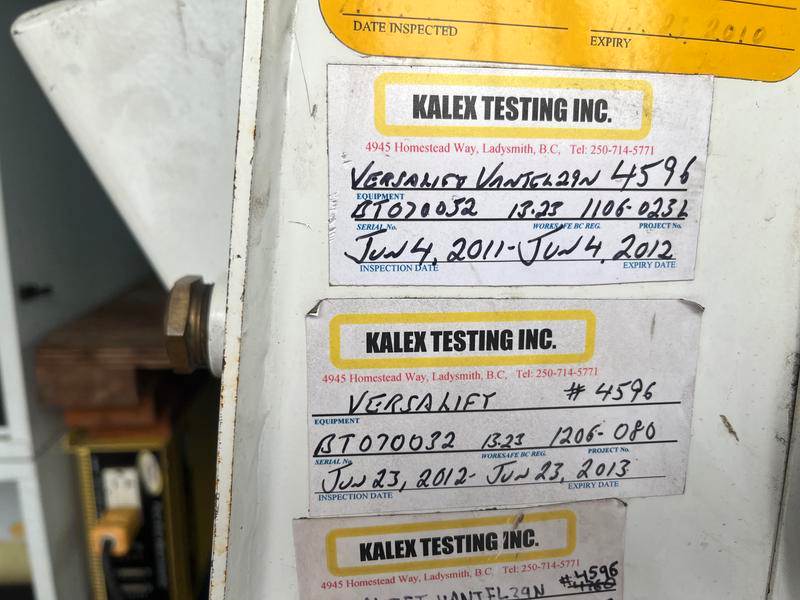 DATE INSPECTED
EXPIRY
23 2010
KALEX TESTING INC.
4945 Homestead Way, Ladysmith, B.C, Tel: 250-714-5771
VERSALIFT VANTEL29N 4596
EQUIPMENT
BT070032 13.23 1106-0232
SERIAL No. WORKSAFE BC REG. PROJECT No.
JUN 4, 2011-JUN 4, 2012
INSPECTION DATE EXPIRY DATE
KALEX TESTING INC.
4945 Homestead Way, Ladysmith, B.C, Tel: 250-714-5771
VERSALIFT # 4596
EQUIPMENT
BT070032 13.23 1206-080
SERIAL No. WORKSAFE BC REG. PROJECT No.
JUN 23, 2012- JUN 23, 2013
INSPECTION DATE EXPIRY DATE
KALEX TESTING INC.
4945 Homestead Way, Ladysmith, B.C, Tel: 250-714-5771
#4596
VANTEL29N